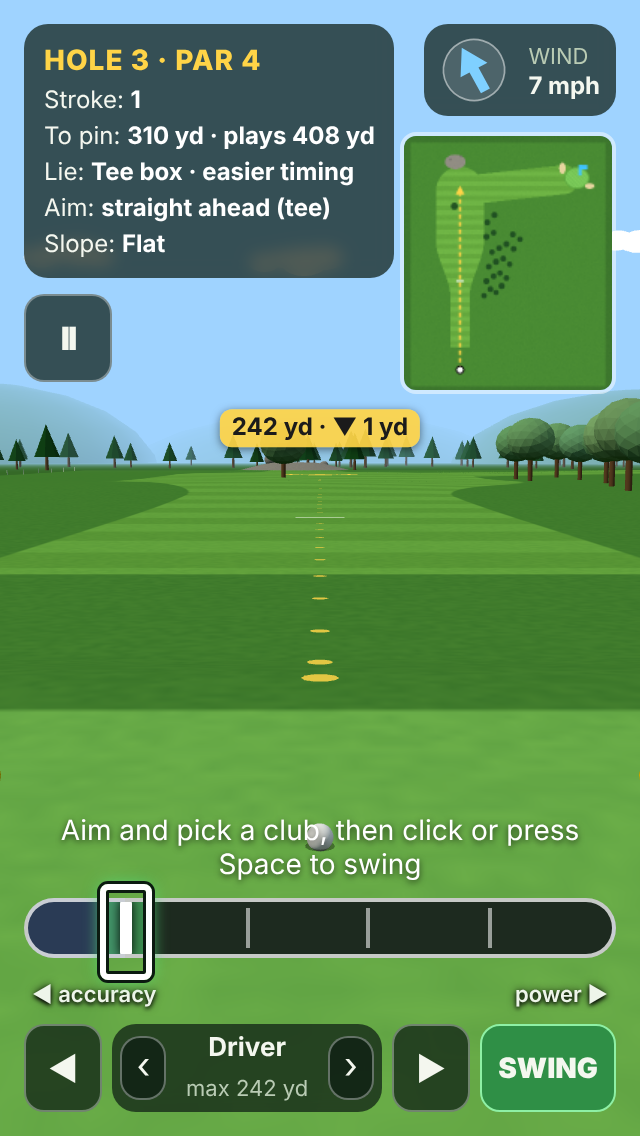 HOLE 3 · PAR 4
Stroke: 1
To pin: 310 yd · plays 408 yd
Lie: Tee box · easier timing
Aim: straight ahead (tee)
Slope: Flat
WIND
7 mph
242 yd · ▼ 1 yd
Aim and pick a club, then click or press
Space to swing
◀ accuracy
power ▶
Driver
max 242 yd
SWING